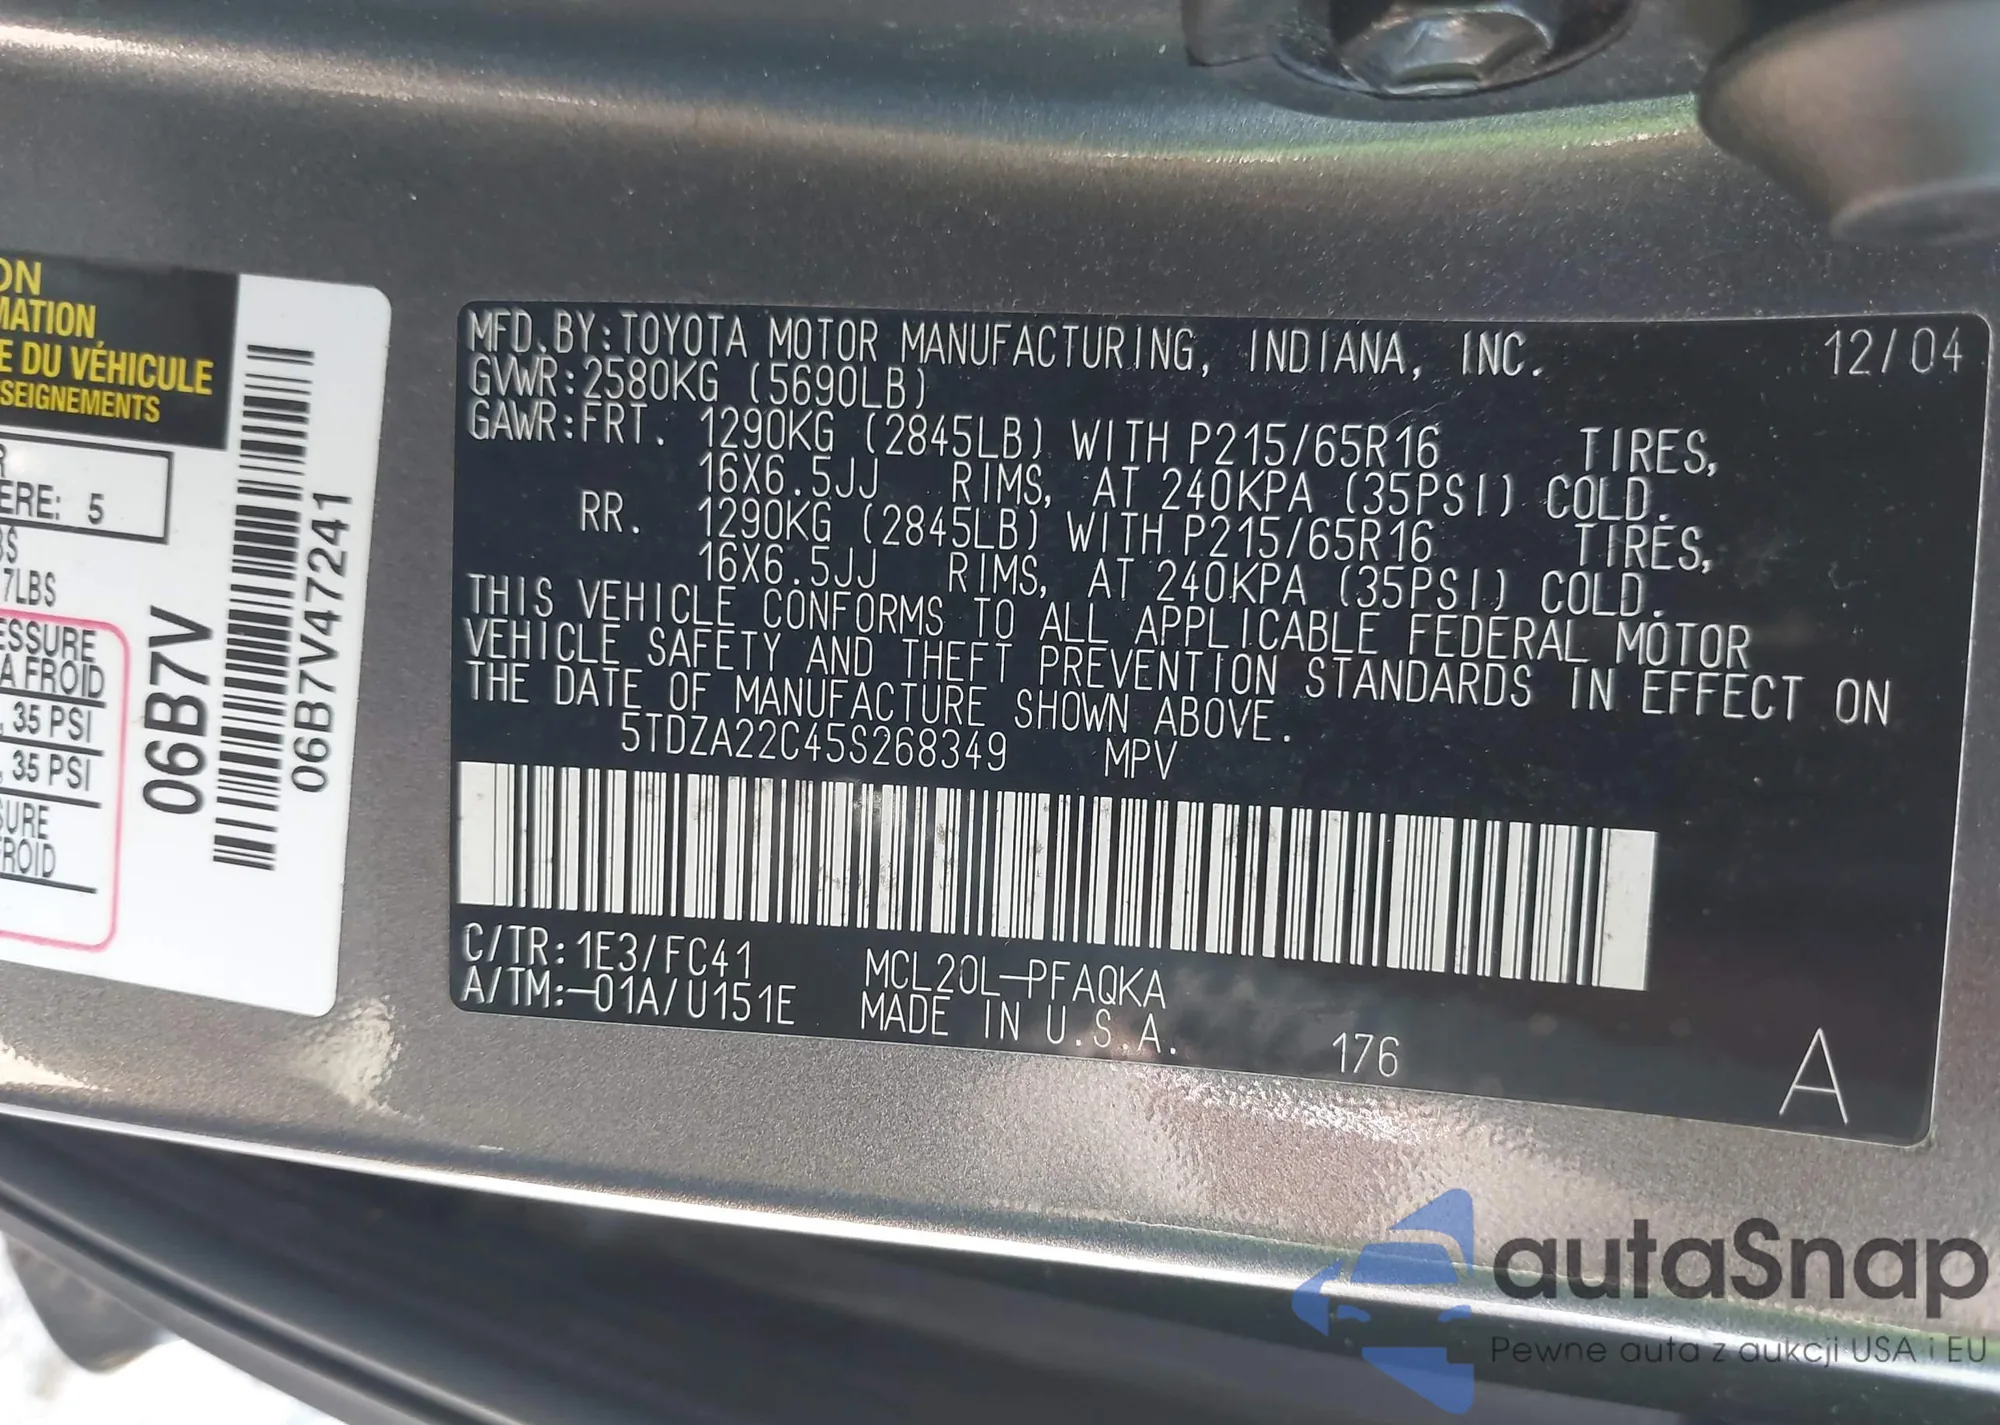 ON
MATION
E DU VÉHICULE
SEIGNEMENTS
R
ERE: 5
BS
7LBS
ESSURE
A FROID
, 35 PSI
, 35 PSI
SURE
FROID
06B7V
06B7V47241
MFD.BY:TOYOTA MOTOR MANUFACTURING, INDIANA, INC. 12/04
GVWR:2580KG (5690LB)
GAWR:FRT. 1290KG (2845LB) WITH P215/65R16 TIRES,
16X6.5JJ RIMS, AT 240KPA (35PSI) COLD.
RR. 1290KG (2845LB) WITH P215/65R16 TIRES,
16X6.5JJ RIMS, AT 240KPA (35PSI) COLD.
THIS VEHICLE CONFORMS TO ALL APPLICABLE FEDERAL MOTOR
VEHICLE SAFETY AND THEFT PREVENTION STANDARDS IN EFFECT ON
THE DATE OF MANUFACTURE SHOWN ABOVE.
5TDZA22C45S268349 MPV
C/TR:1E3/FC41 MCL20L-PFAQKA
A/TM:-01A/U151E MADE IN U.S.A. 176
A
autaSnap
Pewne auta z aukcji USA i EU